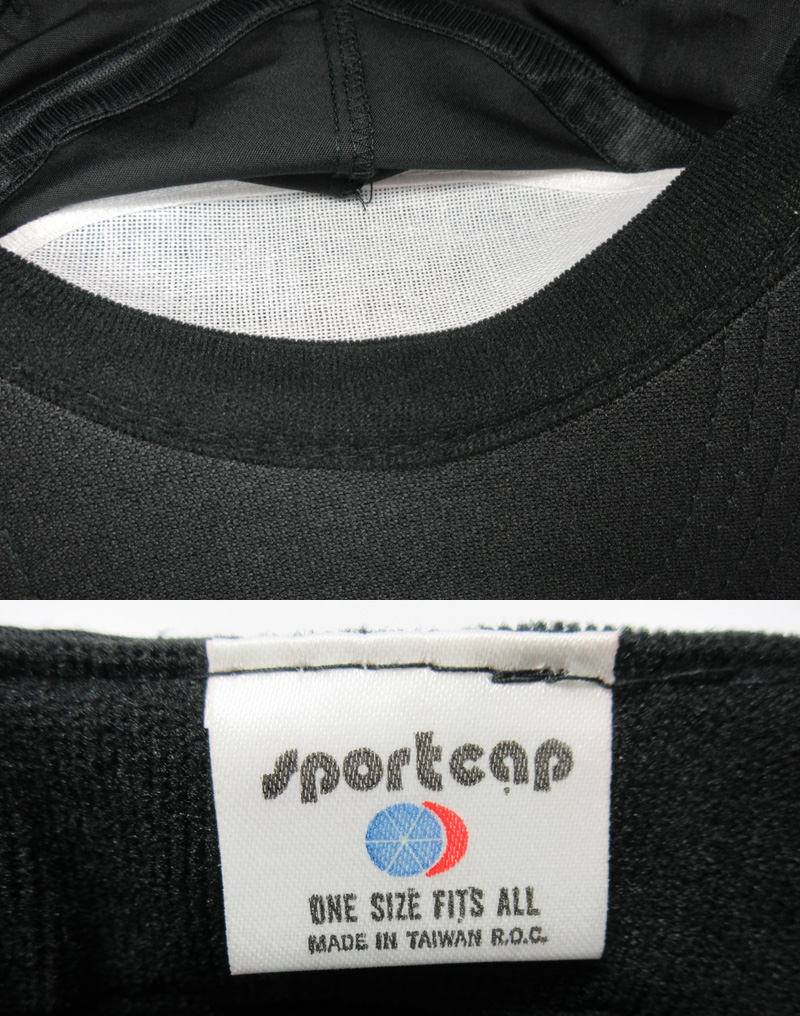 sportcap
ONE SIZE FITS ALL
MADE IN TAIWAN R.O.C.